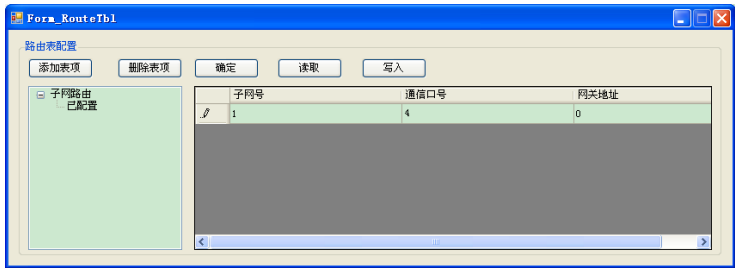 Form_RouteTbl
路由表配置
添加表项 删除表项 确定 读取 写入
子网路由
已配置
子网号 通信口号 网关地址
1 4 0